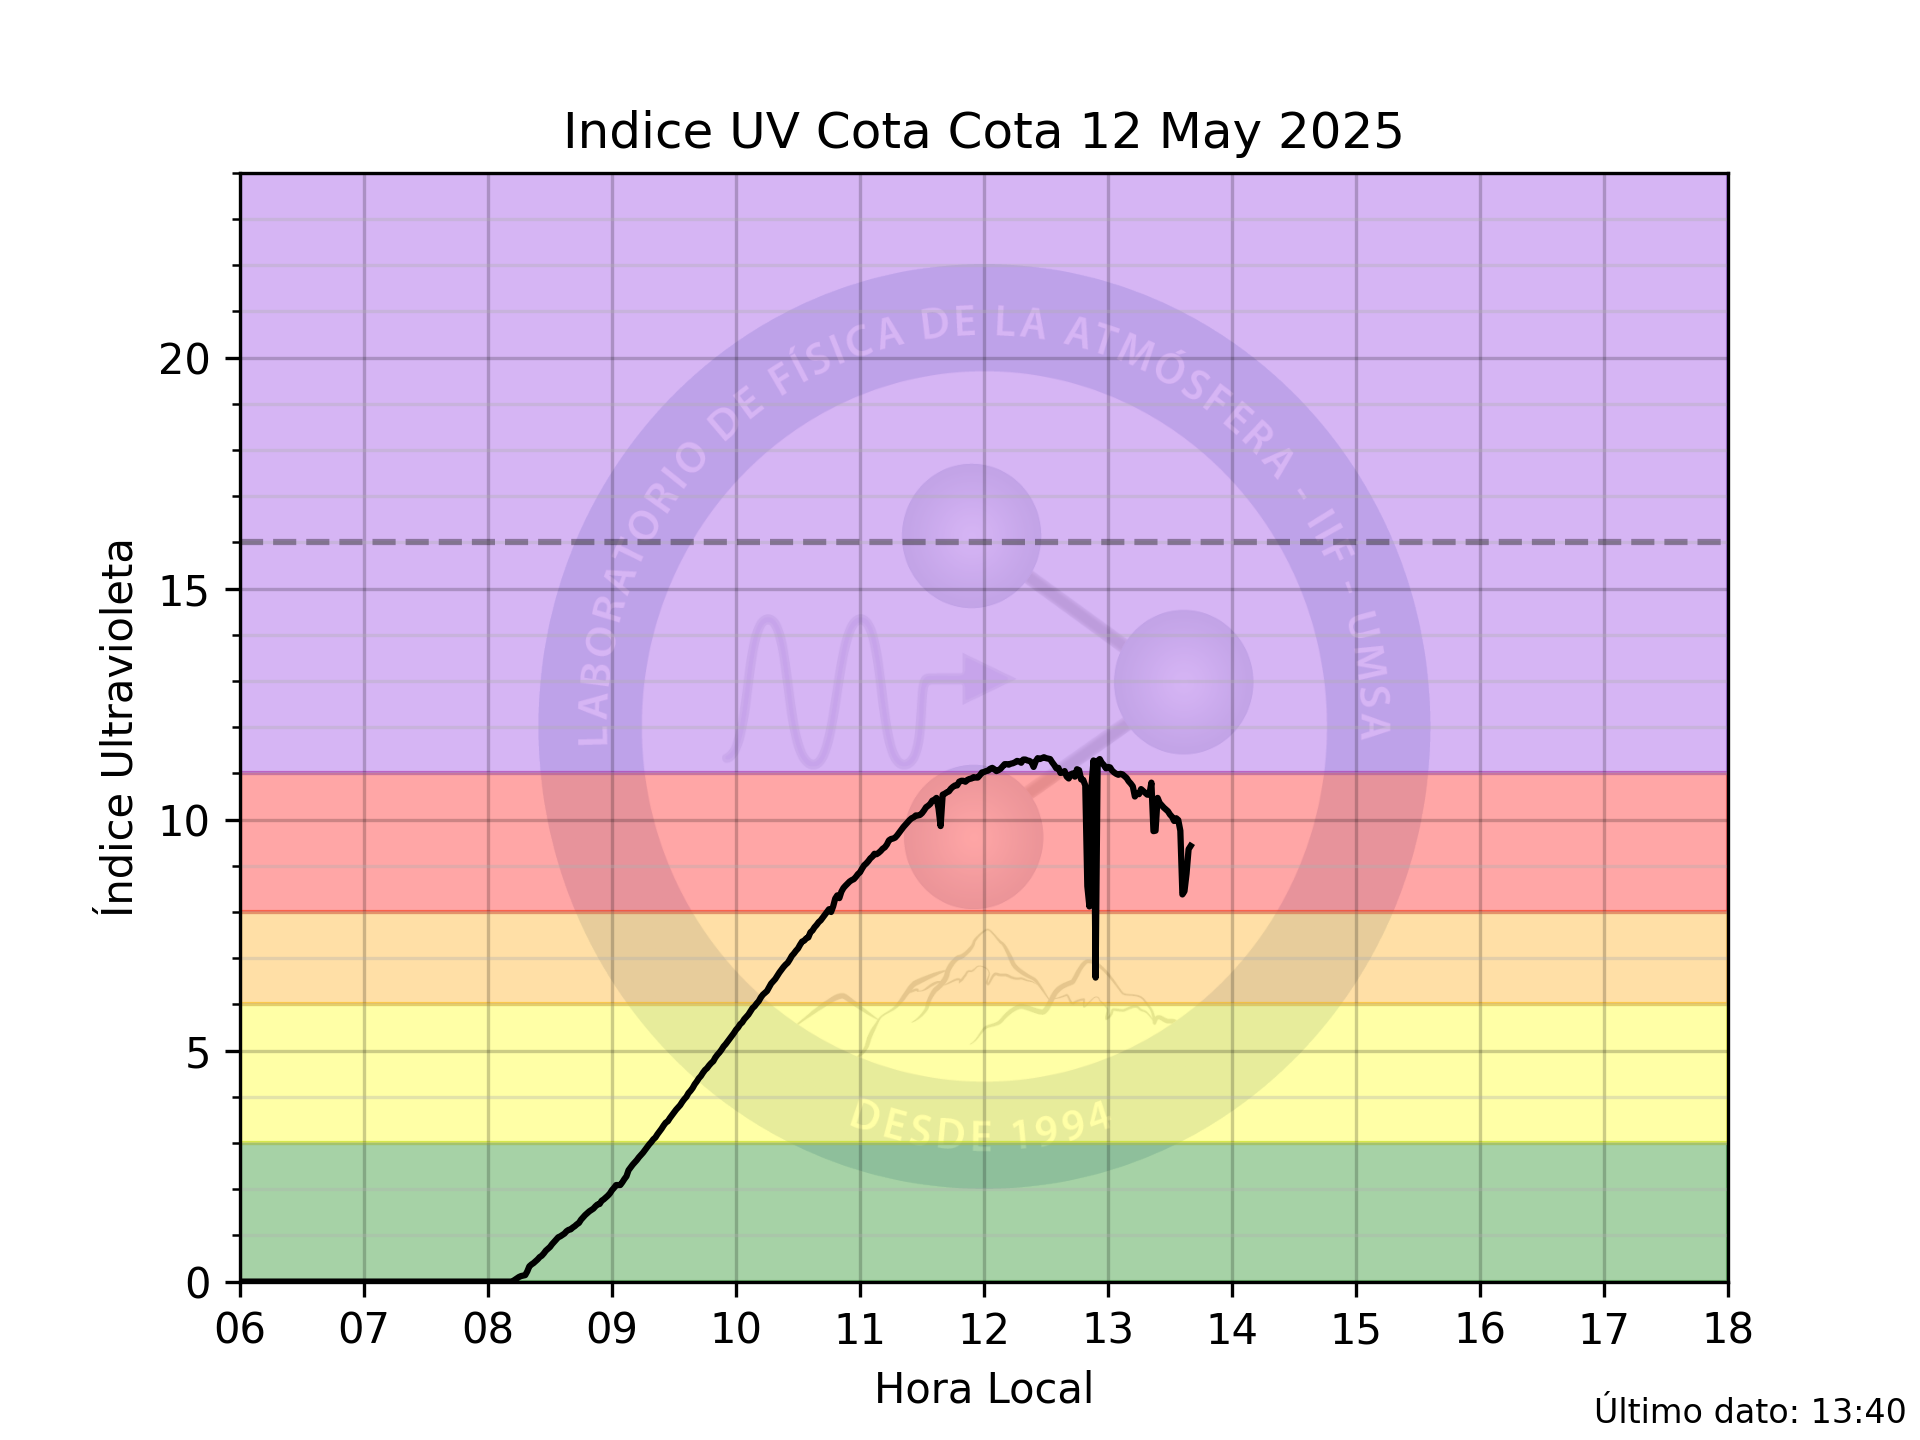 Indice UV Cota Cota 12 May 2025
LABORATORIO DE FÍSICA DE LA ATMÓSFERA - IIF - UMSA
DESDE 1994
Índice Ultravioleta
20
15
10
5
0
06 07 08 09 10 11 12 13 14 15 16 17 18
Hora Local
Último dato: 13:40